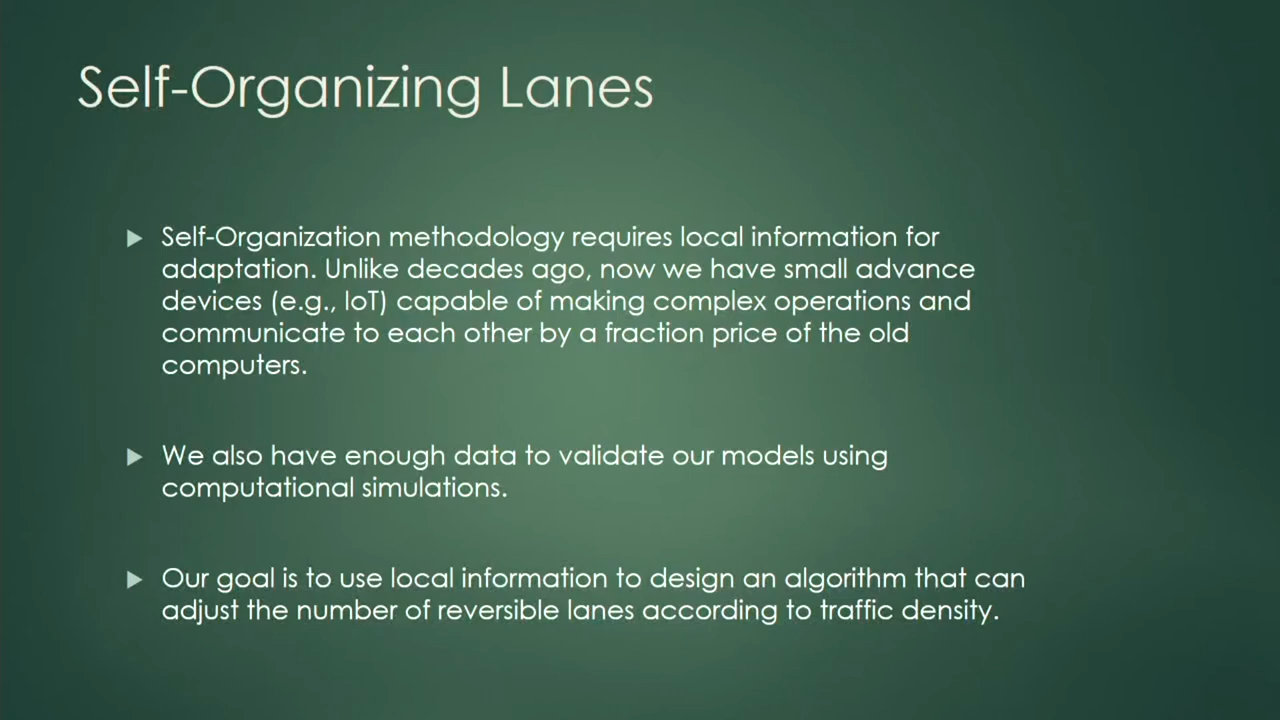 Self-Organizing Lanes
Self-Organization methodology requires local information for
adaptation. Unlike decades ago, now we have small advance
devices (e.g., IoT) capable of making complex operations and
communicate to each other by a fraction price of the old
computers.
We also have enough data to validate our models using
computational simulations.
Our goal is to use local information to design an algorithm that can
adjust the number of reversible lanes according to traffic density.